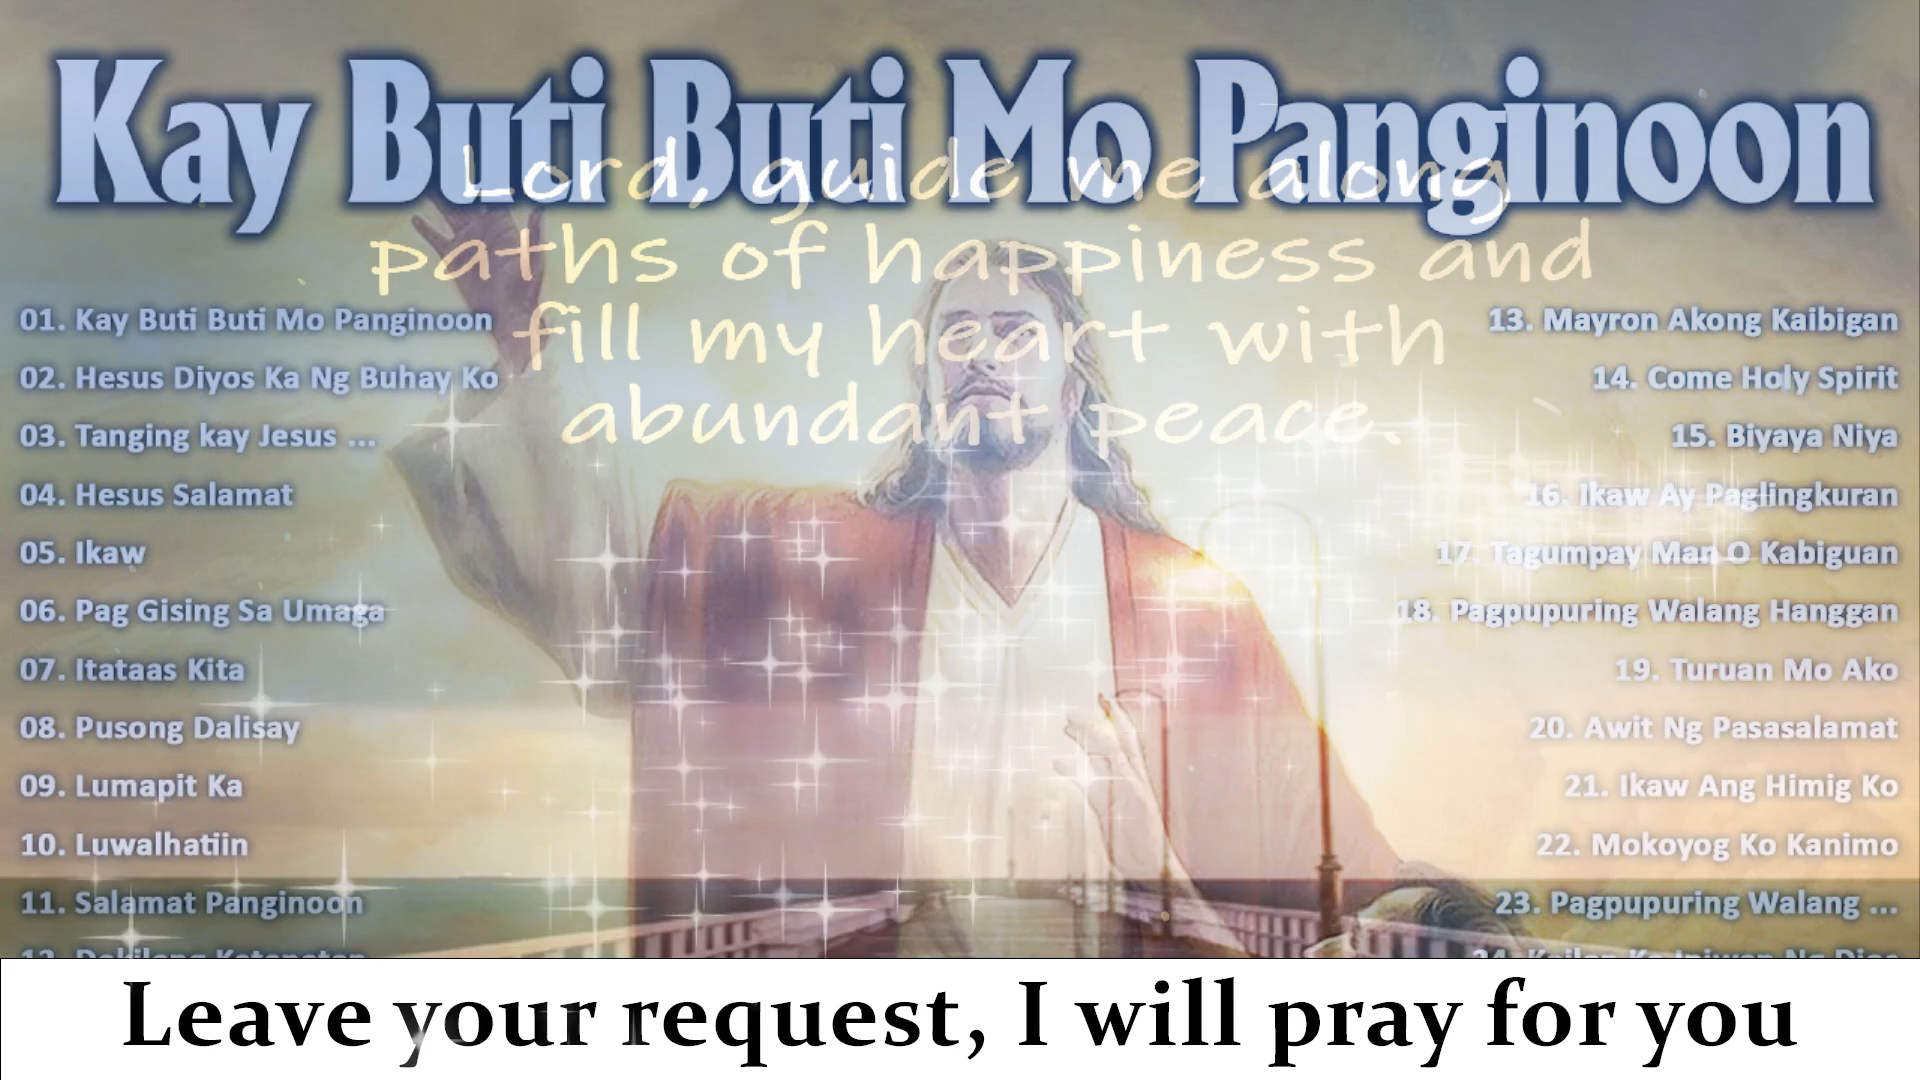 Kay Buti Buti Mo Panginoon
Lord, guide me along
paths of happiness and
fill my heart with
abundant peace.
01. Kay Buti Buti Mo Panginoon
02. Hesus Diyos Ka Ng Buhay Ko
03. Tanging kay Jesus ...
04. Hesus Salamat
05. Ikaw
06. Pag Gising Sa Umaga
07. Itataas Kita
08. Pusong Dalisay
09. Lumapit Ka
10. Luwalhatiin
11. Salamat Panginoon
13. Mayron Akong Kaibigan
14. Come Holy Spirit
15. Biyaya Niya
16. Ikaw Ay Paglingkuran
17. Tagumpay Man O Kabiguan
18. Pagpupuring Walang Hanggan
19. Turuan Mo Ako
20. Awit Ng Pasasalamat
21. Ikaw Ang Himig Ko
22. Mokoyog Ko Kanimo
23. Pagpupuring Walang ...
Leave your request, I will pray for you